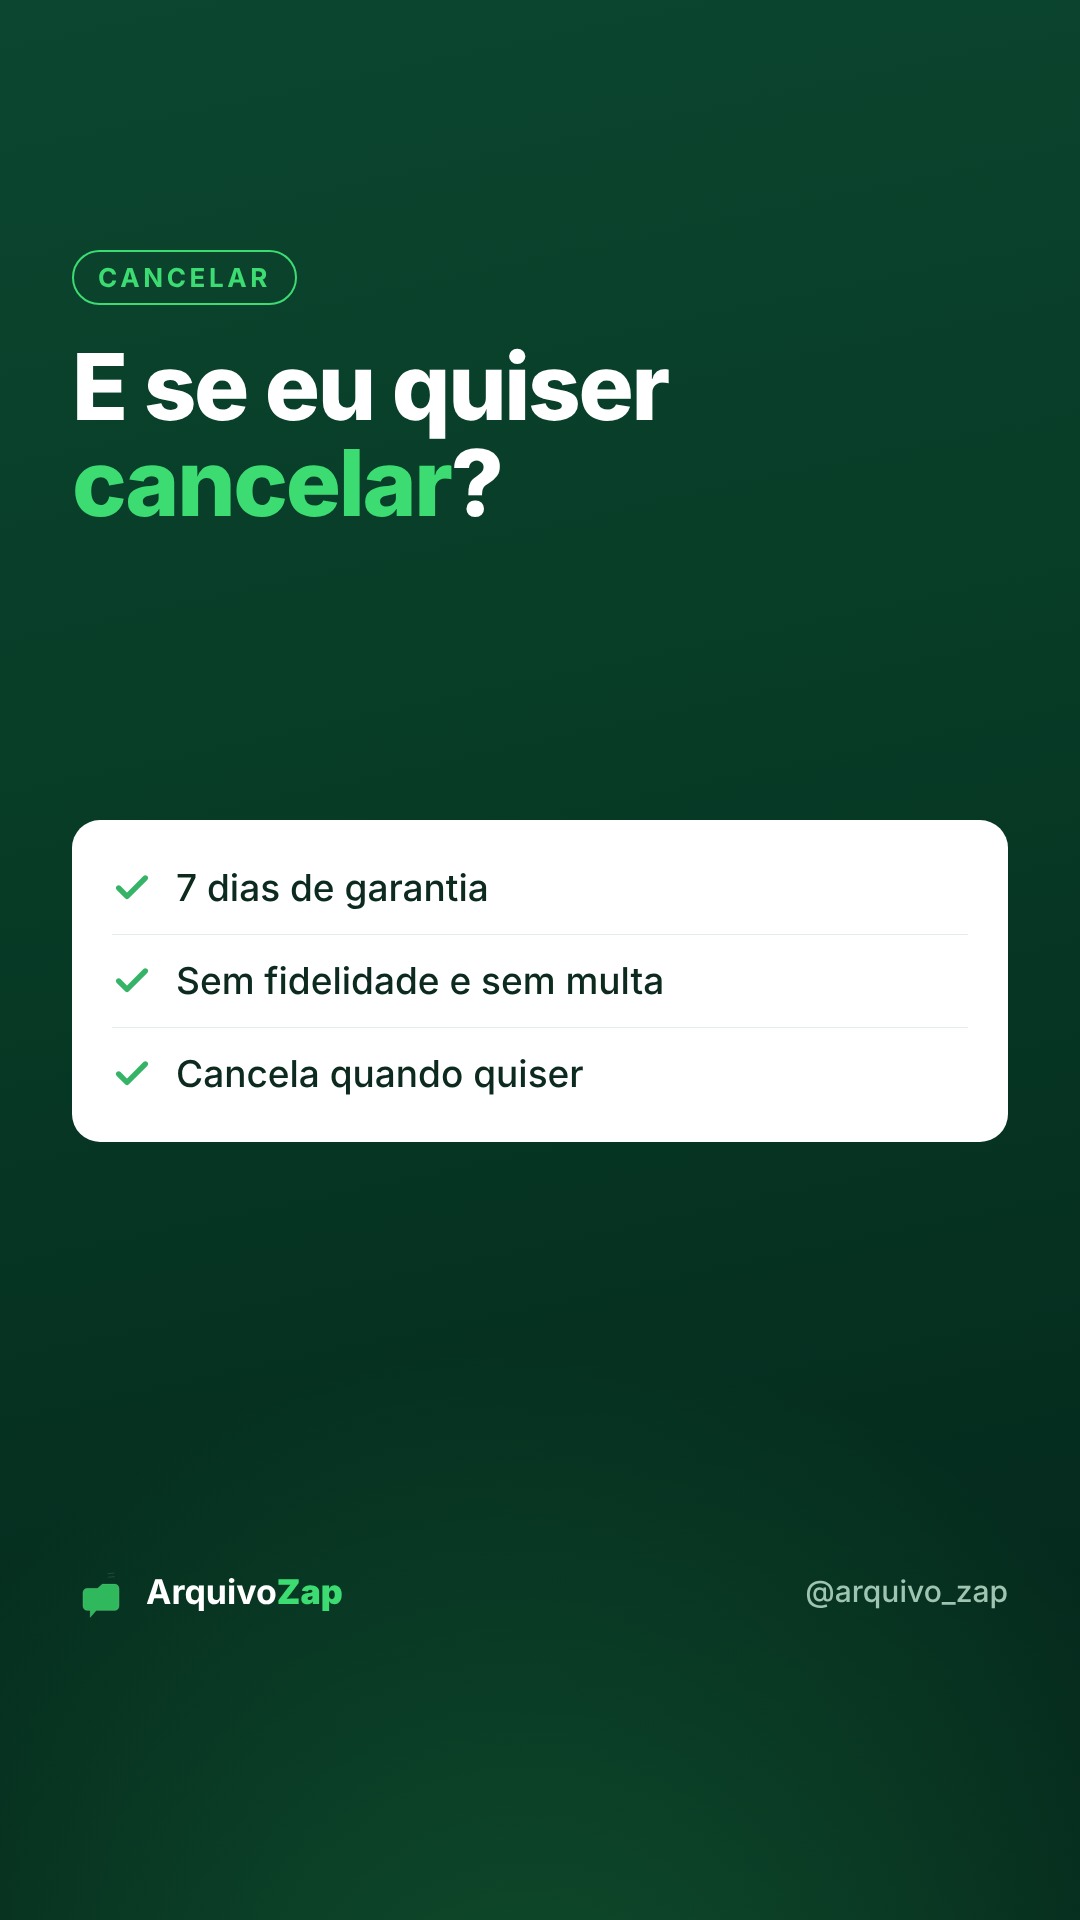 CANCELAR
E se eu quiser
cancelar?
7 dias de garantia
Sem fidelidade e sem multa
Cancela quando quiser
ArquivoZap
@arquivo_zap